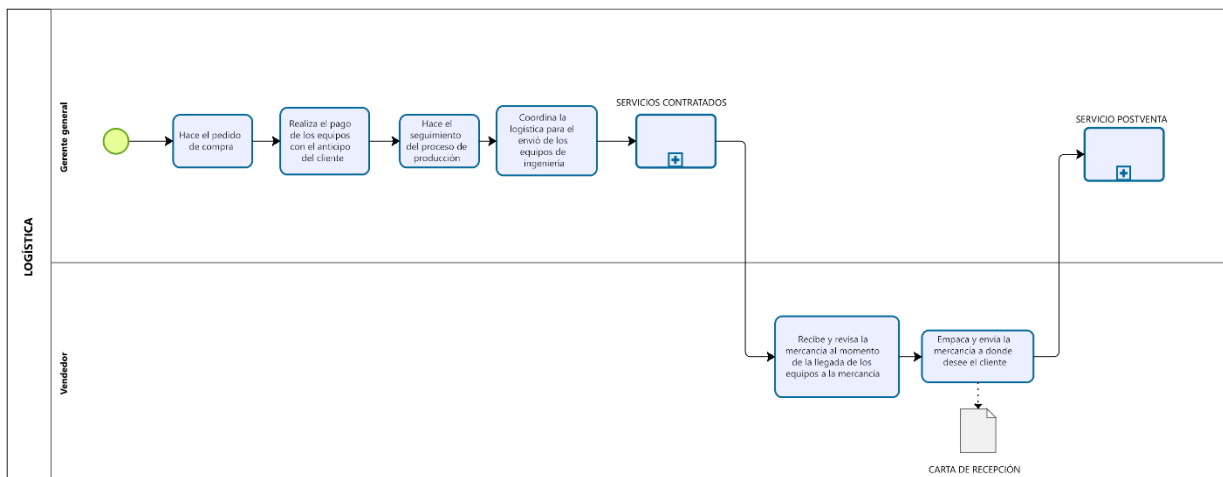 LOGÍSTICA
Gerente general
Hace el pedido
de compra
Realiza el pago
de los equipos
con el anticipo
del cliente
Hace el
seguimiento
del proceso de
producción
Coordina la
logística para el
envió de los
equipos de
ingeniería
SERVICIOS CONTRATADOS
SERVICIO POSTVENTA
Vendedor
Recibe y revisa la
mercancía al momento
de la llegada de los
equipos a la mercancia
Empaca y envía la
mercancía a donde
desee el cliente
CARTA DE RECEPCIÓN